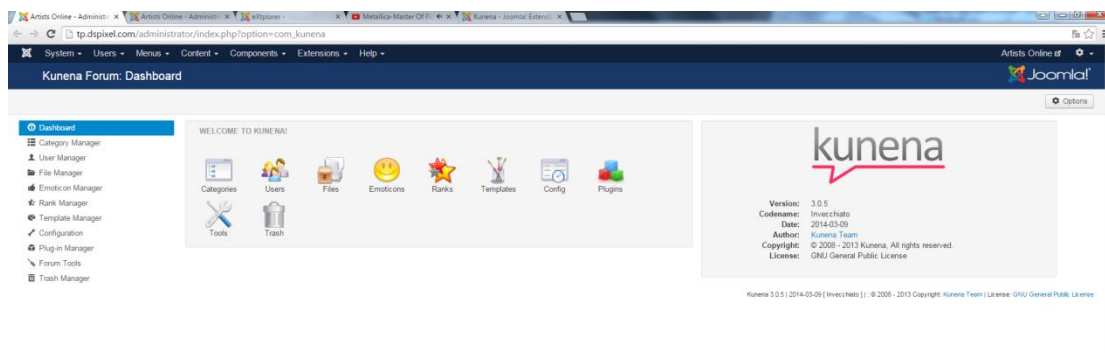 Artists Online - Administr
Artists Online - Administr
eXtplorer -
Metallica-Master Of P
Kunena - Joomla! Extensi
tp.dspixel.com/administrator/index.php?option=com_kunena
System Users Menus Content Components Extensions Help
Artists Online
Kunena Forum: Dashboard
Joomla!
Options
Dashboard
Category Manager
User Manager
File Manager
Emoticon Manager
Rank Manager
Template Manager
Configuration
Plug-in Manager
Forum Tools
Trash Manager
WELCOME TO KUNENA!
Categories Users Files Emoticons Ranks Templates Config Plugins
Tools Trash
kunena
Version: 3.0.5
Codename: Invecchiato
Date: 2014-03-09
Author: Kunena Team
Copyright: © 2008 - 2013 Kunena, All rights reserved.
License: GNU General Public License
Kunena 3.0.5 | 2014-03-09 [ Invecchiato ] | : © 2008 - 2013 Copyright: Kunena Team | License: GNU General Public License